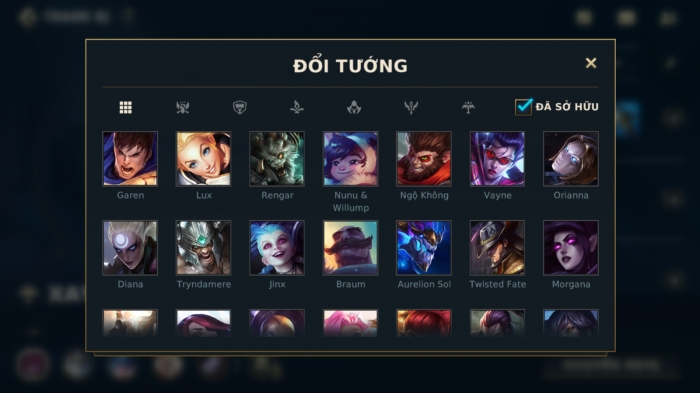 ĐỔI TƯỚNG
ĐÃ SỞ HỮU
Garen
Lux
Rengar
Nunu &
Willump
Ngộ Không
Vayne
Orianna
Diana
Tryndamere
Jinx
Braum
Aurelion Sol
Twisted Fate
Morgana